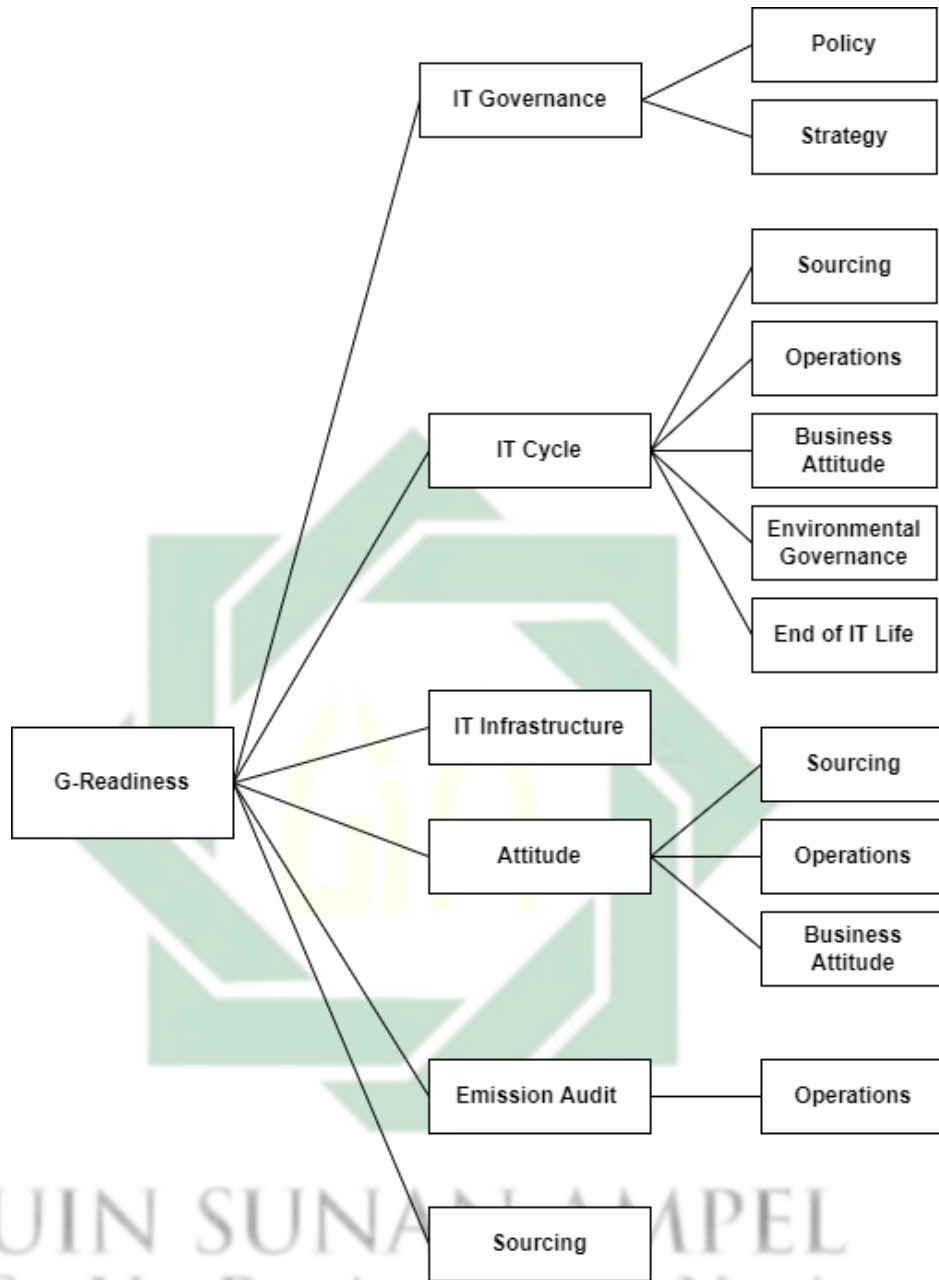 Policy
IT Governance
Strategy
Sourcing
Operations
IT Cycle
Business
Attitude
Environmental
Governance
End of IT Life
IT Infrastructure
G-Readiness
Sourcing
Attitude
Operations
Business
Attitude
Emission Audit
Operations
UIN SUNAN AMPEL
Sourcing